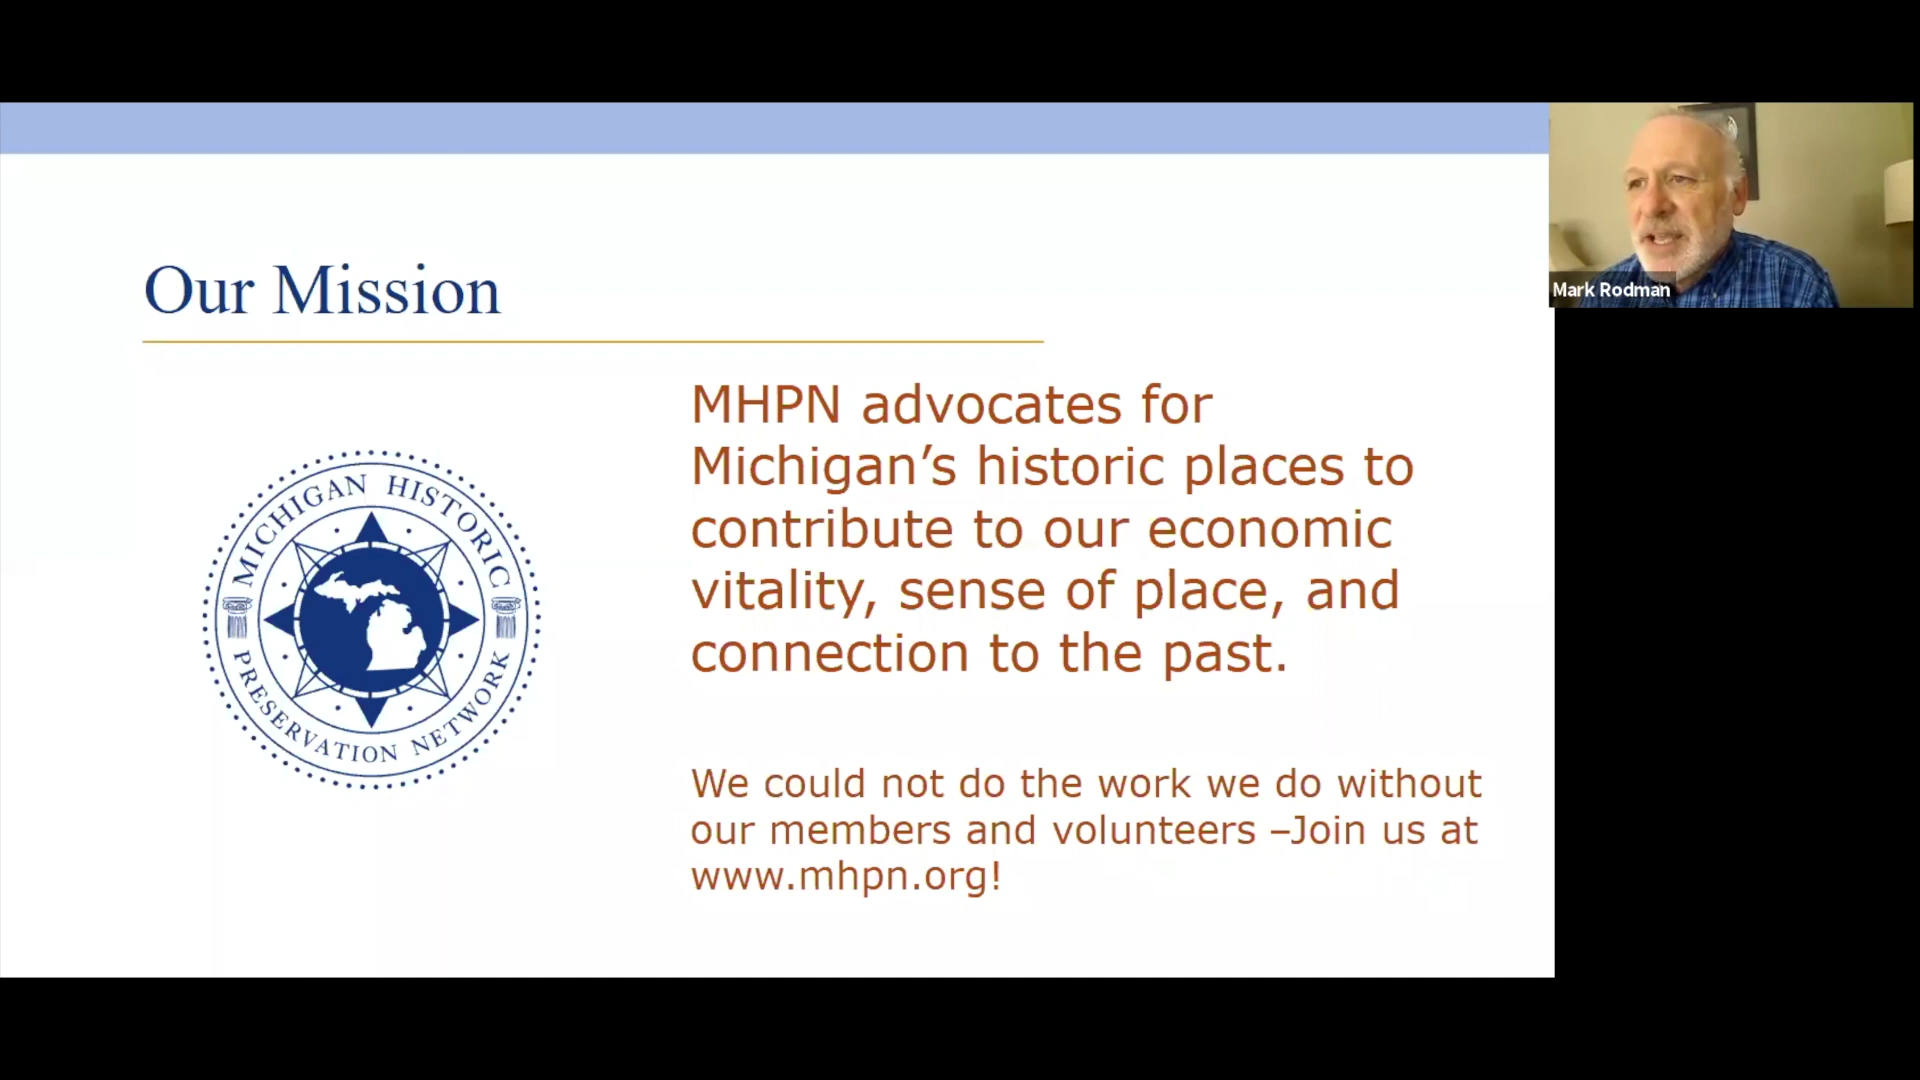 Our Mission
MHPN advocates for
Michigan’s historic places to
contribute to our economic
vitality, sense of place, and
connection to the past.
We could not do the work we do without
our members and volunteers –Join us at
www.mhpn.org!
MICHIGAN HISTORIC
PRESERVATION NETWORK
Mark Rodman